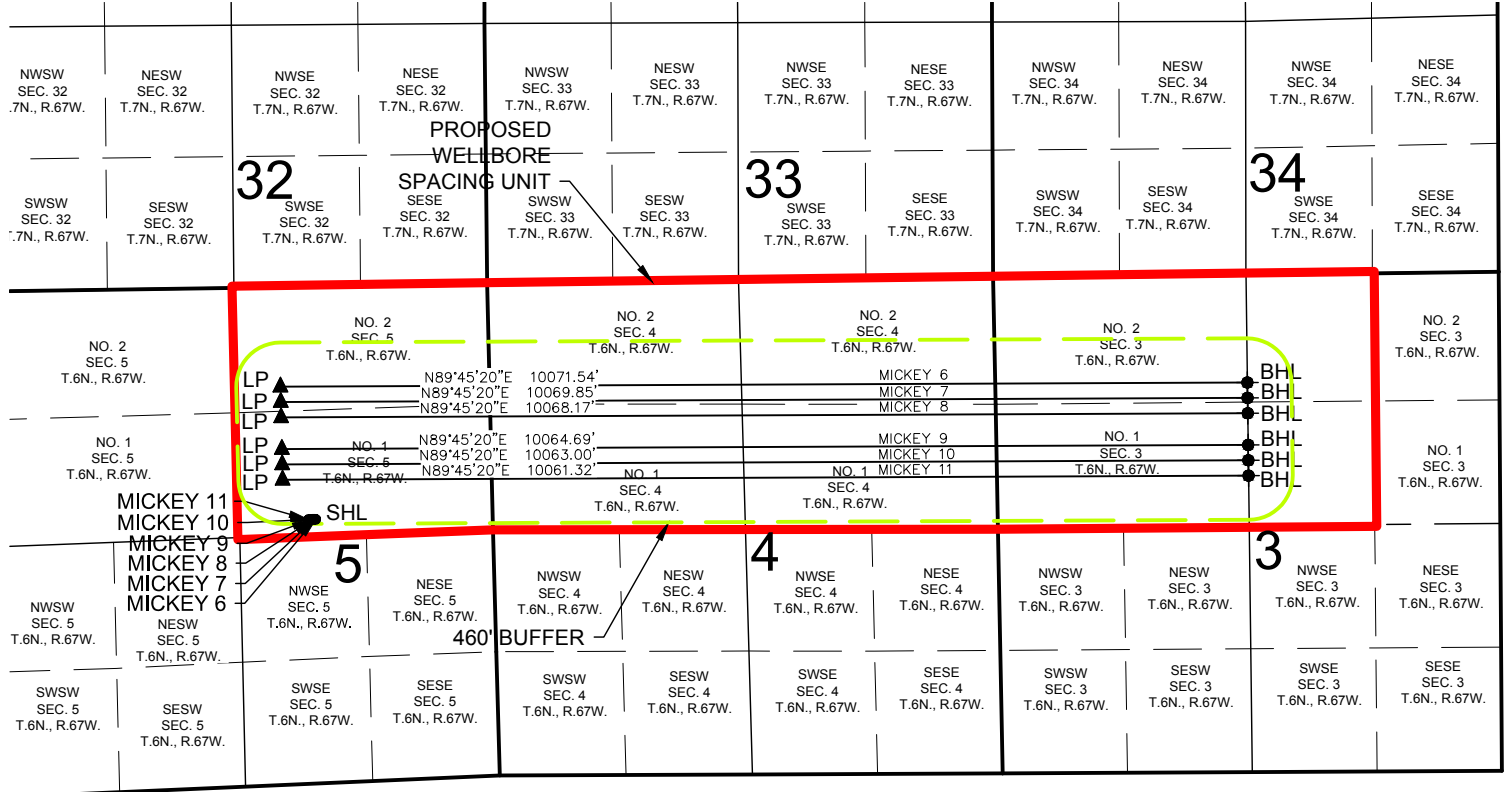 NWSW
SEC. 32
.7N., R.67W.
NESW
SEC. 32
T.7N., R.67W.
NWSE
SEC. 32
T.7N., R.67W.
NESE
SEC. 32
T.7N., R.67W.
NWSW
SEC. 33
T.7N., R.67W.
NESW
SEC. 33
T.7N., R.67W.
NWSE
SEC. 33
T.7N., R.67W.
NESE
SEC. 33
T.7N., R.67W.
NWSW
SEC. 34
T.7N., R.67W.
NESW
SEC. 34
T.7N., R.67W.
NWSE
SEC. 34
T.7N., R.67W.
NESE
SEC. 34
T.7N., R.67W.
PROPOSED
WELLBORE
SPACING UNIT
32
33
34
SWSW
SEC. 32
T.7N., R.67W.
SESW
SEC. 32
T.7N., R.67W.
SWSE
SEC. 32
T.7N., R.67W.
SESE
SEC. 32
T.7N., R.67W.
SWSW
SEC. 33
T.7N., R.67W.
SESW
SEC. 33
T.7N., R.67W.
SWSE
SEC. 33
T.7N., R.67W.
SESE
SEC. 33
T.7N., R.67W.
SWSW
SEC. 34
T.7N., R.67W.
SESW
SEC. 34
T.7N., R.67W.
SWSE
SEC. 34
T.7N., R.67W.
SESE
SEC. 34
T.7N., R.67W.
NO. 2
SEC. 5
T.6N., R.67W.
NO. 2
SEC. 5
T.6N., R.67W.
NO. 2
SEC. 4
T.6N., R.67W.
NO. 2
SEC. 4
T.6N., R.67W.
NO. 2
SEC. 3
T.6N., R.67W.
NO. 2
SEC. 3
T.6N., R.67W.
LP N89°45'20"E 10071.54' MICKEY 6 BHL
LP N89°45'20"E 10069.85' MICKEY 7 BHL
LP N89°45'20"E 10068.17' MICKEY 8 BHL
LP N89°45'20"E 10064.69' MICKEY 9 BHL
LP N89°45'20"E 10063.00' MICKEY 10 BHL
LP N89°45'20"E 10061.32' MICKEY 11 BHL
NO. 1
SEC. 5
T.6N., R.67W.
NO. 1
SEC. 5
T.6N., R.67W.
NO. 1
SEC. 4
T.6N., R.67W.
NO. 1
SEC. 4
T.6N., R.67W.
NO. 1
SEC. 3
T.6N., R.67W.
NO. 1
SEC. 3
T.6N., R.67W.
MICKEY 11
MICKEY 10
MICKEY 9
MICKEY 8
MICKEY 7
MICKEY 6
SHL
5
4
3
NWSW
SEC. 5
T.6N., R.67W.
NESW
SEC. 5
T.6N., R.67W.
NWSE
SEC. 5
T.6N., R.67W.
NESE
SEC. 5
T.6N., R.67W.
NWSW
SEC. 4
T.6N., R.67W.
NESW
SEC. 4
T.6N., R.67W.
NWSE
SEC. 4
T.6N., R.67W.
NESE
SEC. 4
T.6N., R.67W.
NWSW
SEC. 3
T.6N., R.67W.
NESW
SEC. 3
T.6N., R.67W.
NWSE
SEC. 3
T.6N., R.67W.
NESE
SEC. 3
T.6N., R.67W.
460' BUFFER
SWSW
SEC. 5
T.6N., R.67W.
SESW
SEC. 5
T.6N., R.67W.
SWSE
SEC. 5
T.6N., R.67W.
SESE
SEC. 5
T.6N., R.67W.
SWSW
SEC. 4
T.6N., R.67W.
SESW
SEC. 4
T.6N., R.67W.
SWSE
SEC. 4
T.6N., R.67W.
SESE
SEC. 4
T.6N., R.67W.
SWSW
SEC. 3
T.6N., R.67W.
SESW
SEC. 3
T.6N., R.67W.
SWSE
SEC. 3
T.6N., R.67W.
SESE
SEC. 3
T.6N., R.67W.